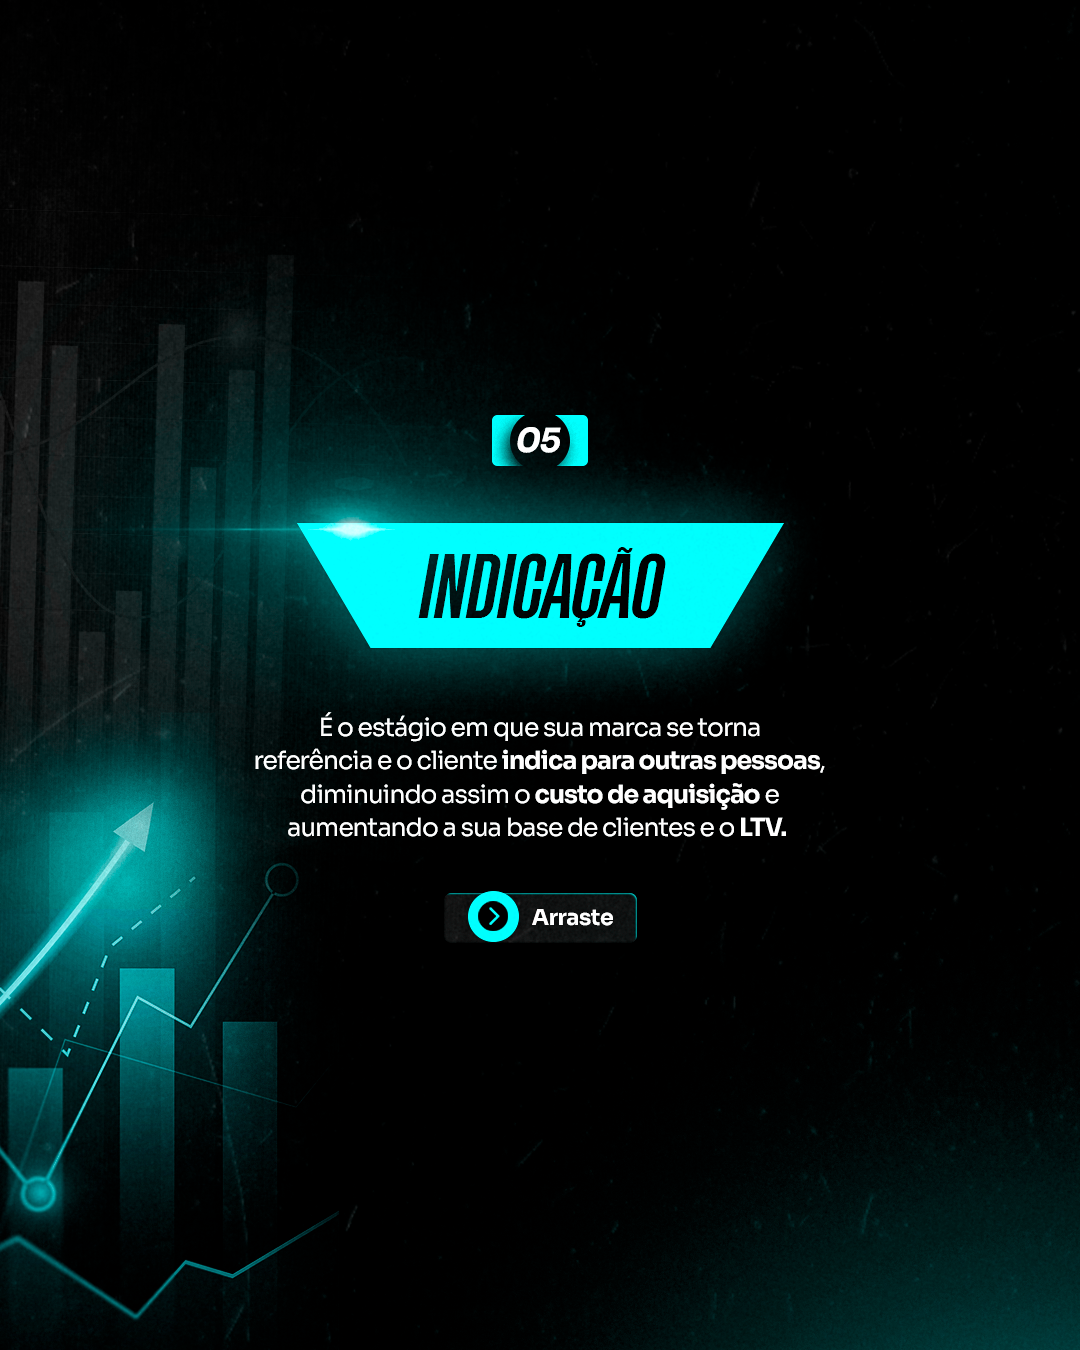 05
INDICAÇÃO
É o estágio em que sua marca se torna
referência e o cliente indica para outras pessoas,
diminuindo assim o custo de aquisição e
aumentando a sua base de clientes e o LTV.
Arraste